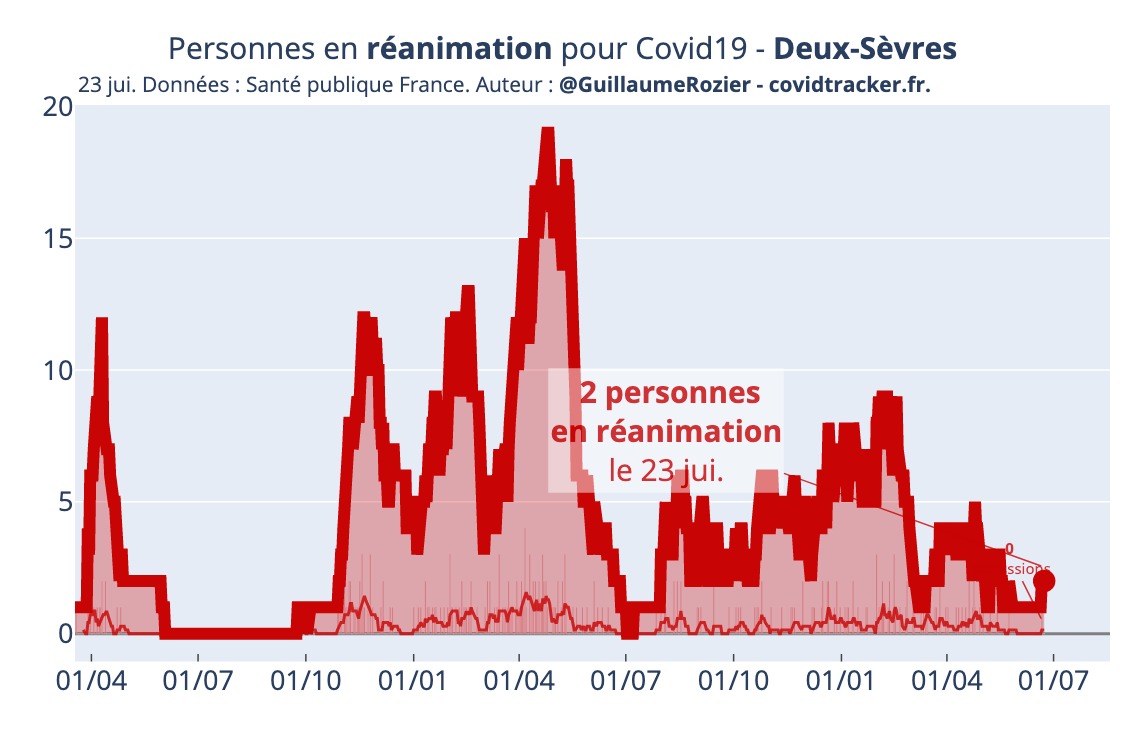 Personnes en réanimation pour Covid19 - Deux-Sèvres
23 jui. Données : Santé publique France. Auteur : @GuillaumeRozier - covidtracker.fr.
20
15
10
5
0
2 personnes
en réanimation
le 23 jui.
0
01/04 01/07 01/10 01/01 01/04 01/07 01/10 01/01 01/04 01/07